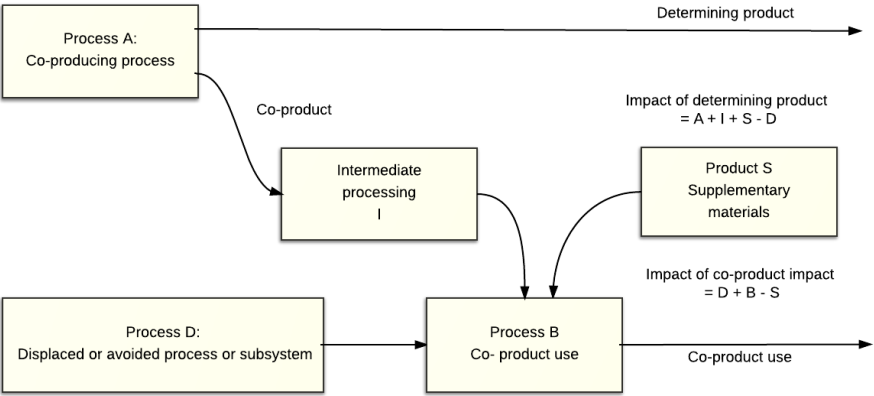 Determining product
Process A:
Co-producing process
Co-product
Impact of determining product
= A + I + S - D
Intermediate
processing
I
Product S
Supplementary
materials
Impact of co-product impact
= D + B - S
Process D:
Displaced or avoided process or subsystem
Process B
Co- product use
Co-product use